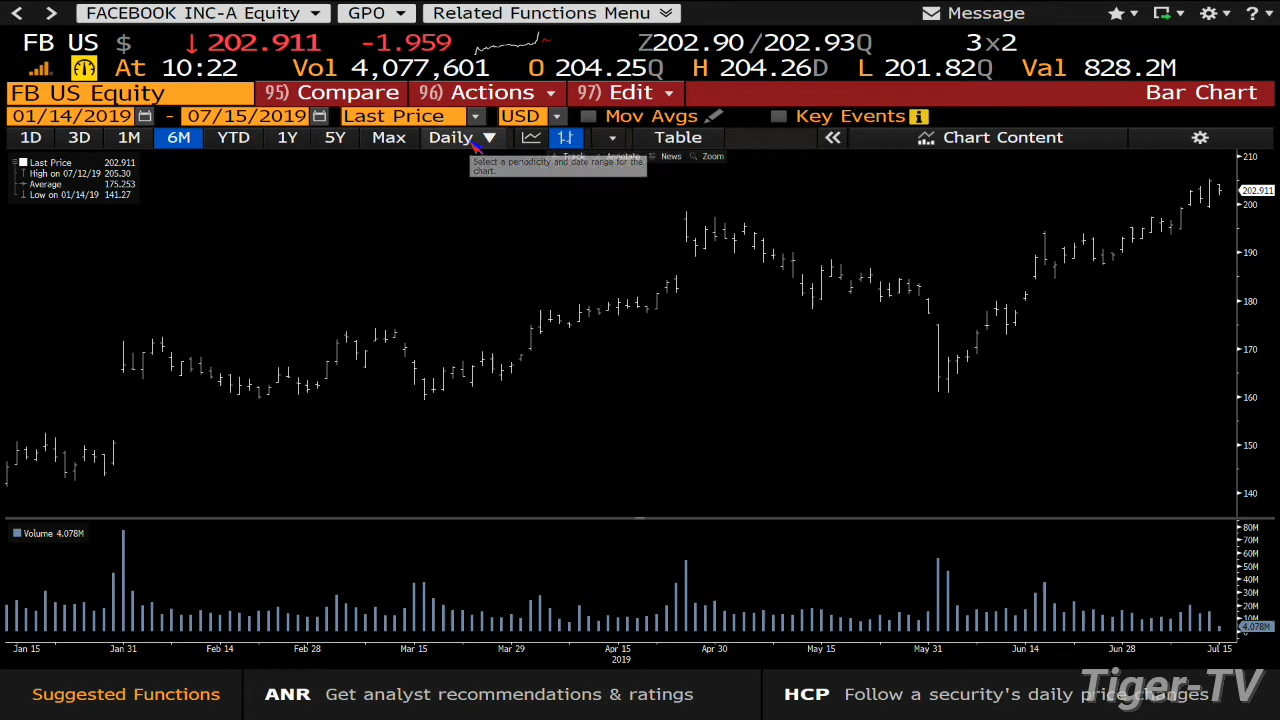 FACEBOOK INC-A Equity GPO Related Functions Menu Message ?
FB US $ ↓ 202.911 -1.959 Z202.90 /202.93Q 3x2
At 10:22 Vol 4,077,601 O 204.25Q H 204.26D L 201.82Q Val 828.2M
FB US Equity 95) Compare 96) Actions 97) Edit Bar Chart
01/14/2019 - 07/15/2019 Last Price USD Mov Avgs Key Events i
1D 3D 1M 6M YTD 1Y 5Y Max Daily ▼ Table « Chart Content
Track Annotate News Zoom
Select a periodicity and date range for the
chart.
Last Price 202.911
High on 07/12/19 205.30
Average 175.253
Low on 01/14/19 141.27
210
202.911
200
190
180
170
160
150
140
Volume 4.078M
80M
70M
60M
50M
40M
30M
20M
10M
4.078M
0
Jan 15 Jan 31 Feb 14 Feb 28 Mar 15 Mar 29 Apr 15 Apr 30 May 15 May 31 Jun 14 Jun 28 Jul 15
2019
Suggested Functions ANR Get analyst recommendations & ratings HCP Follow a security's daily price changes
Tiger-TV